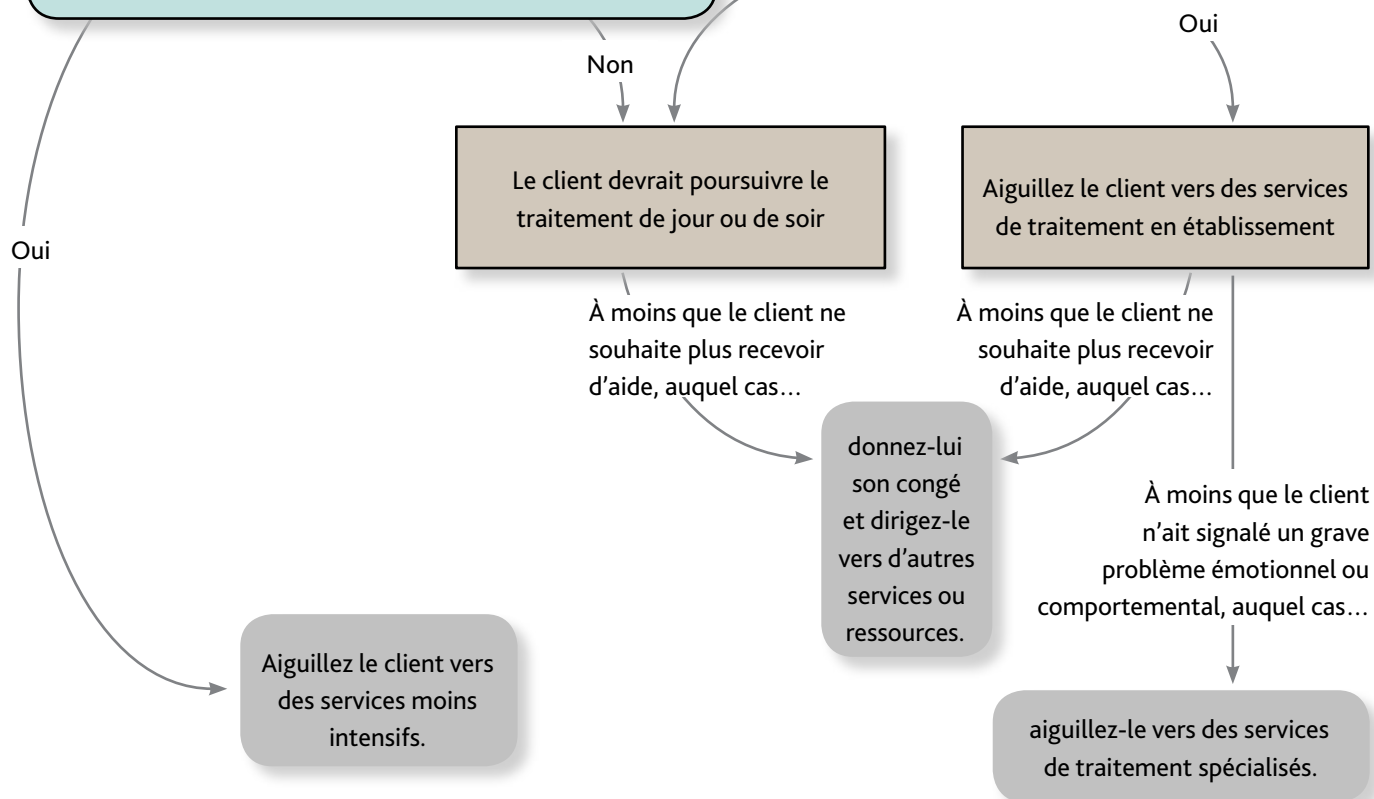 Oui
Non
Le client devrait poursuivre le
traitement de jour ou de soir
Aiguillez le client vers des services
de traitement en établissement
Oui
À moins que le client ne
souhaite plus recevoir
d’aide, auquel cas…
À moins que le client ne
souhaite plus recevoir
d’aide, auquel cas…
donnez-lui
son congé
et dirigez-le
vers d’autres
services ou
ressources.
À moins que le client
n’ait signalé un grave
problème émotionnel ou
comportemental, auquel cas…
Aiguillez le client vers
des services moins
intensifs.
aiguillez-le vers des services
de traitement spécialisés.